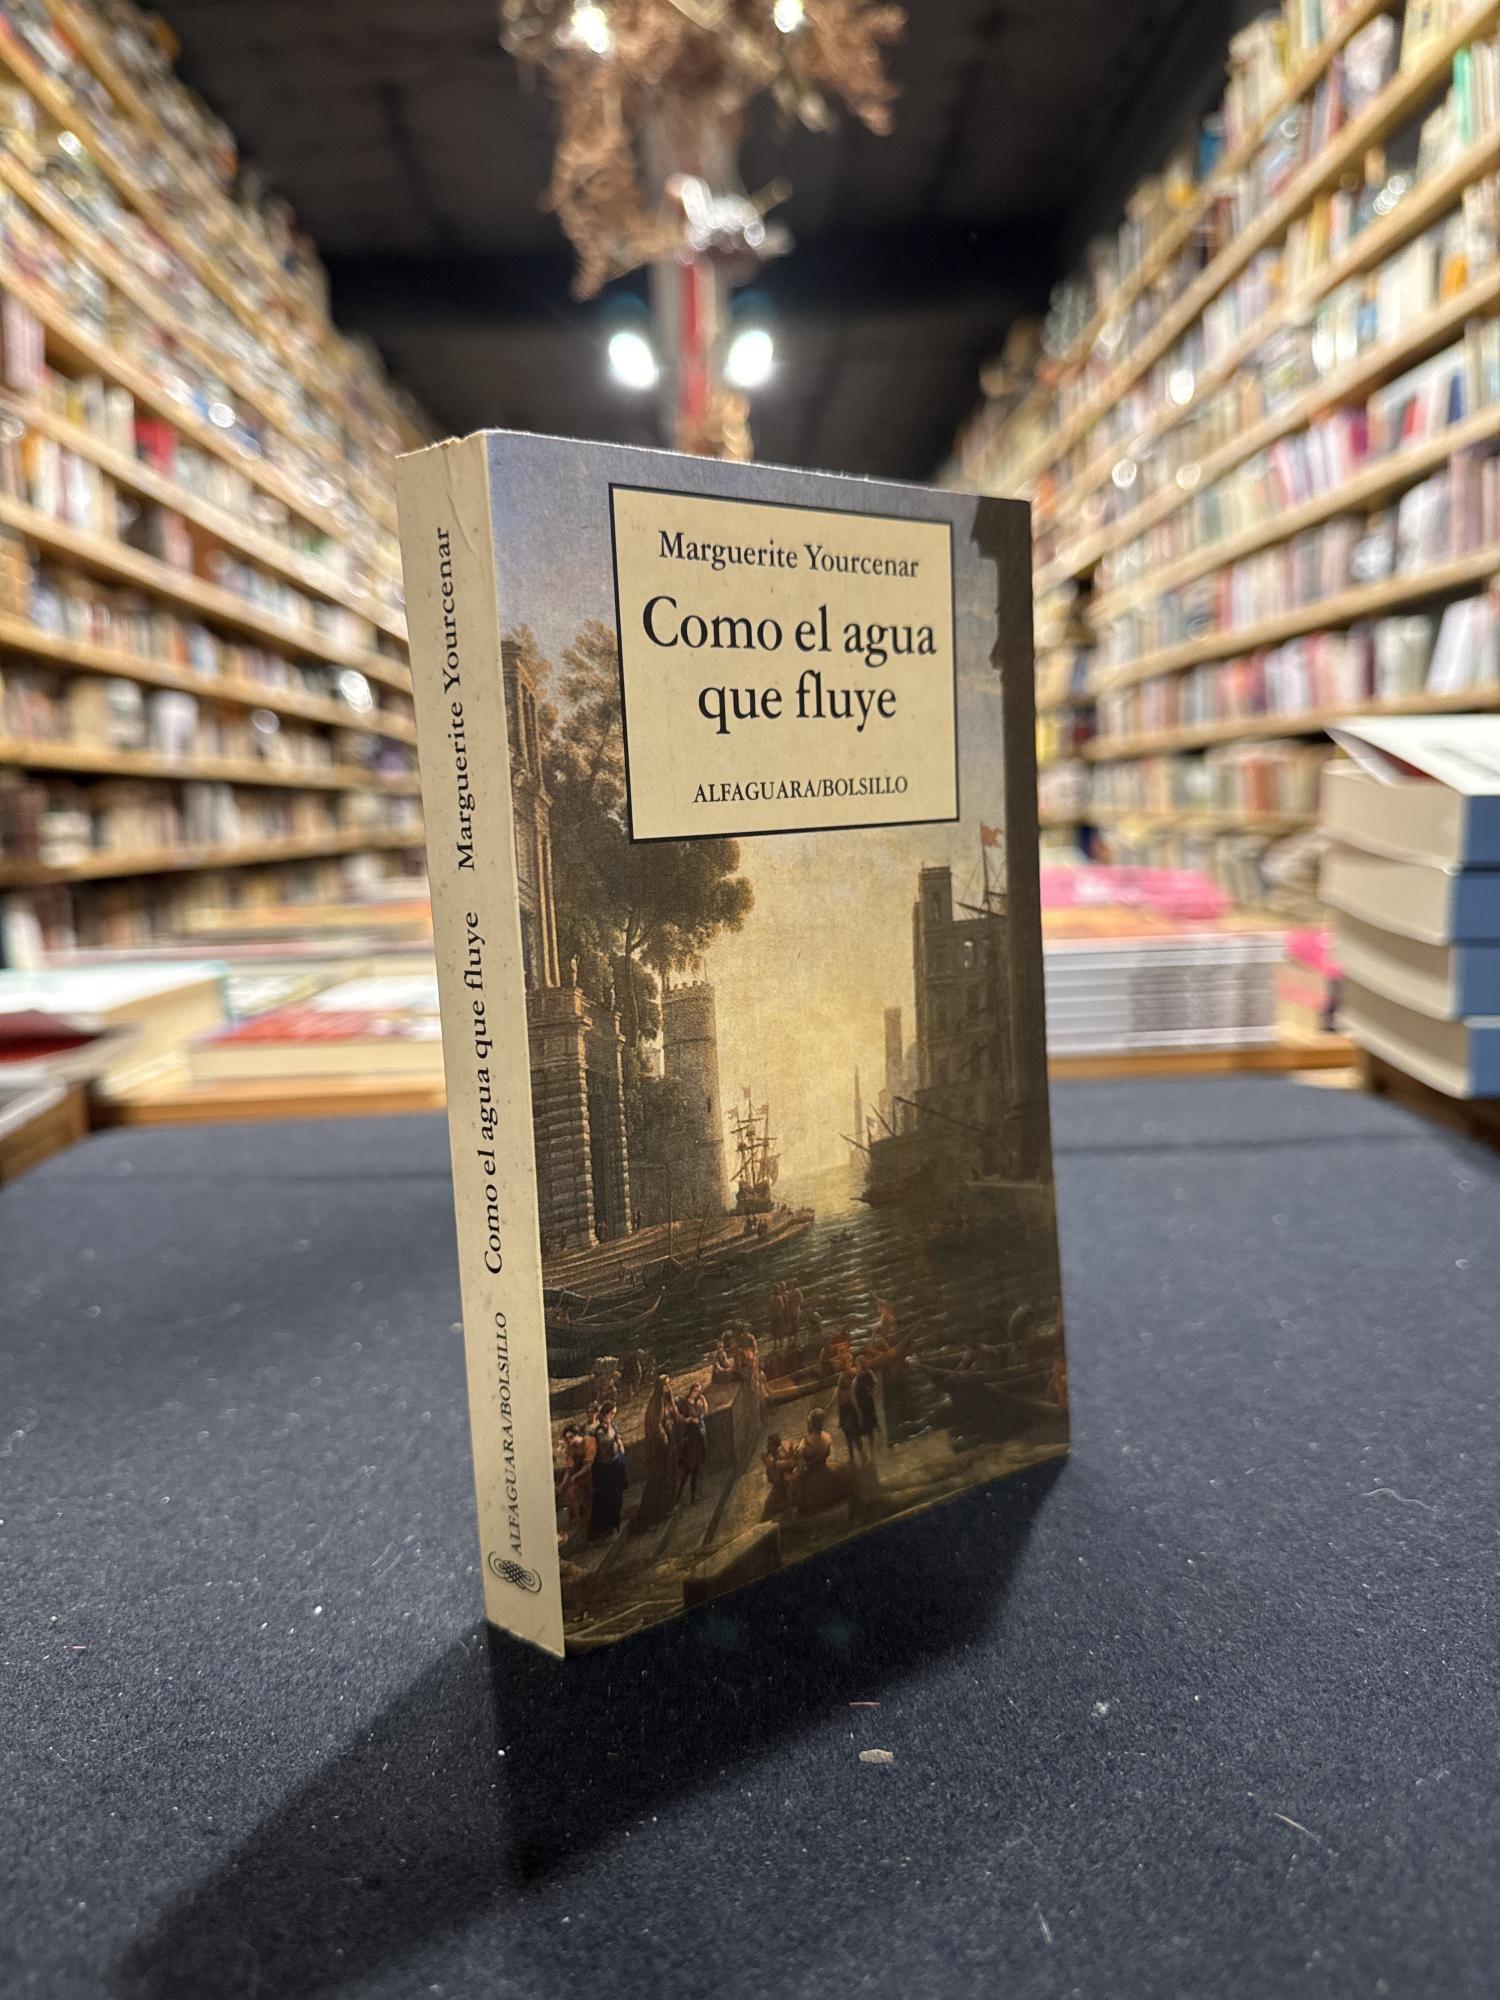 Marguerite Yourcenar
Como el agua
que fluye
ALFAGUARA/BOLSILLO
ALFAGUARA/BOLSILLO Como el agua que fluye Marguerite Yourcenar